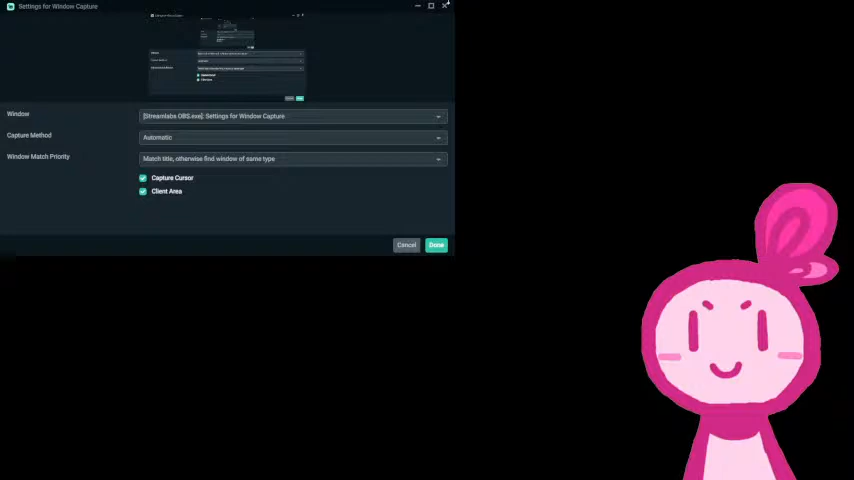 Settings for Window Capture
Window
[Streamlabs OBS.exe]: Settings for Window Capture
Capture Method
Automatic
Window Match Priority
Match title, otherwise find window of same type
Capture Cursor
Client Area
Cancel
Done